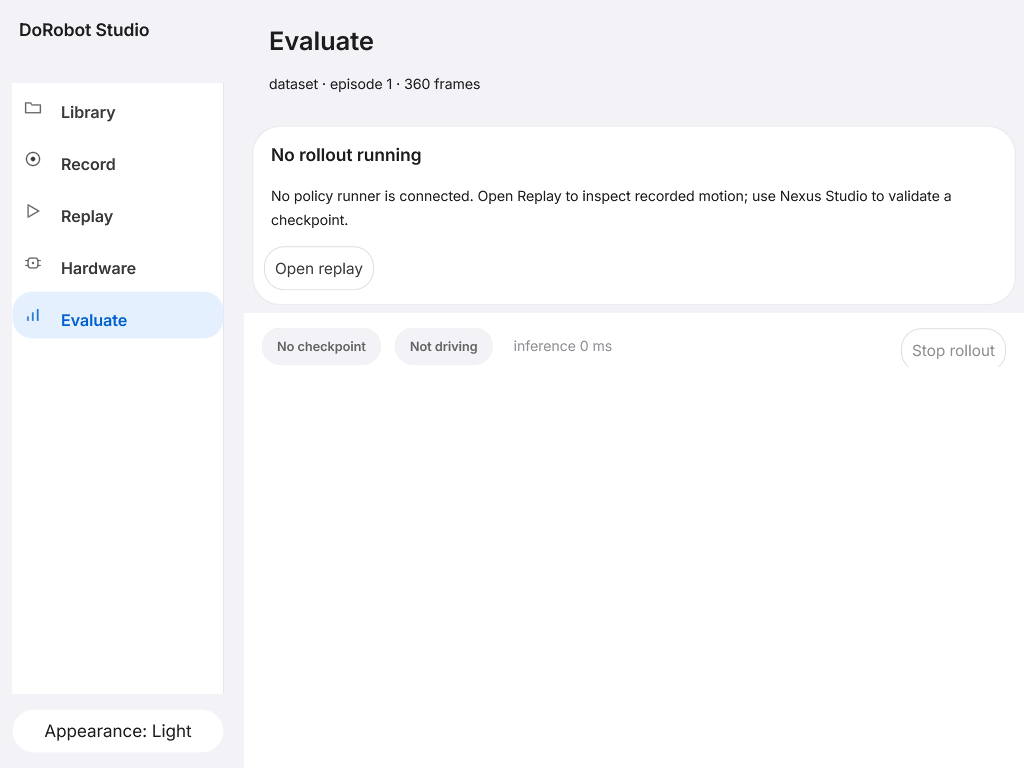 DoRobot Studio
Library
Record
Replay
Hardware
Evaluate
Appearance: Light
Evaluate
dataset · episode 1 · 360 frames
No rollout running
No policy runner is connected. Open Replay to inspect recorded motion; use Nexus Studio to validate a
checkpoint.
Open replay
No checkpoint
Not driving
inference 0 ms
Stop rollout